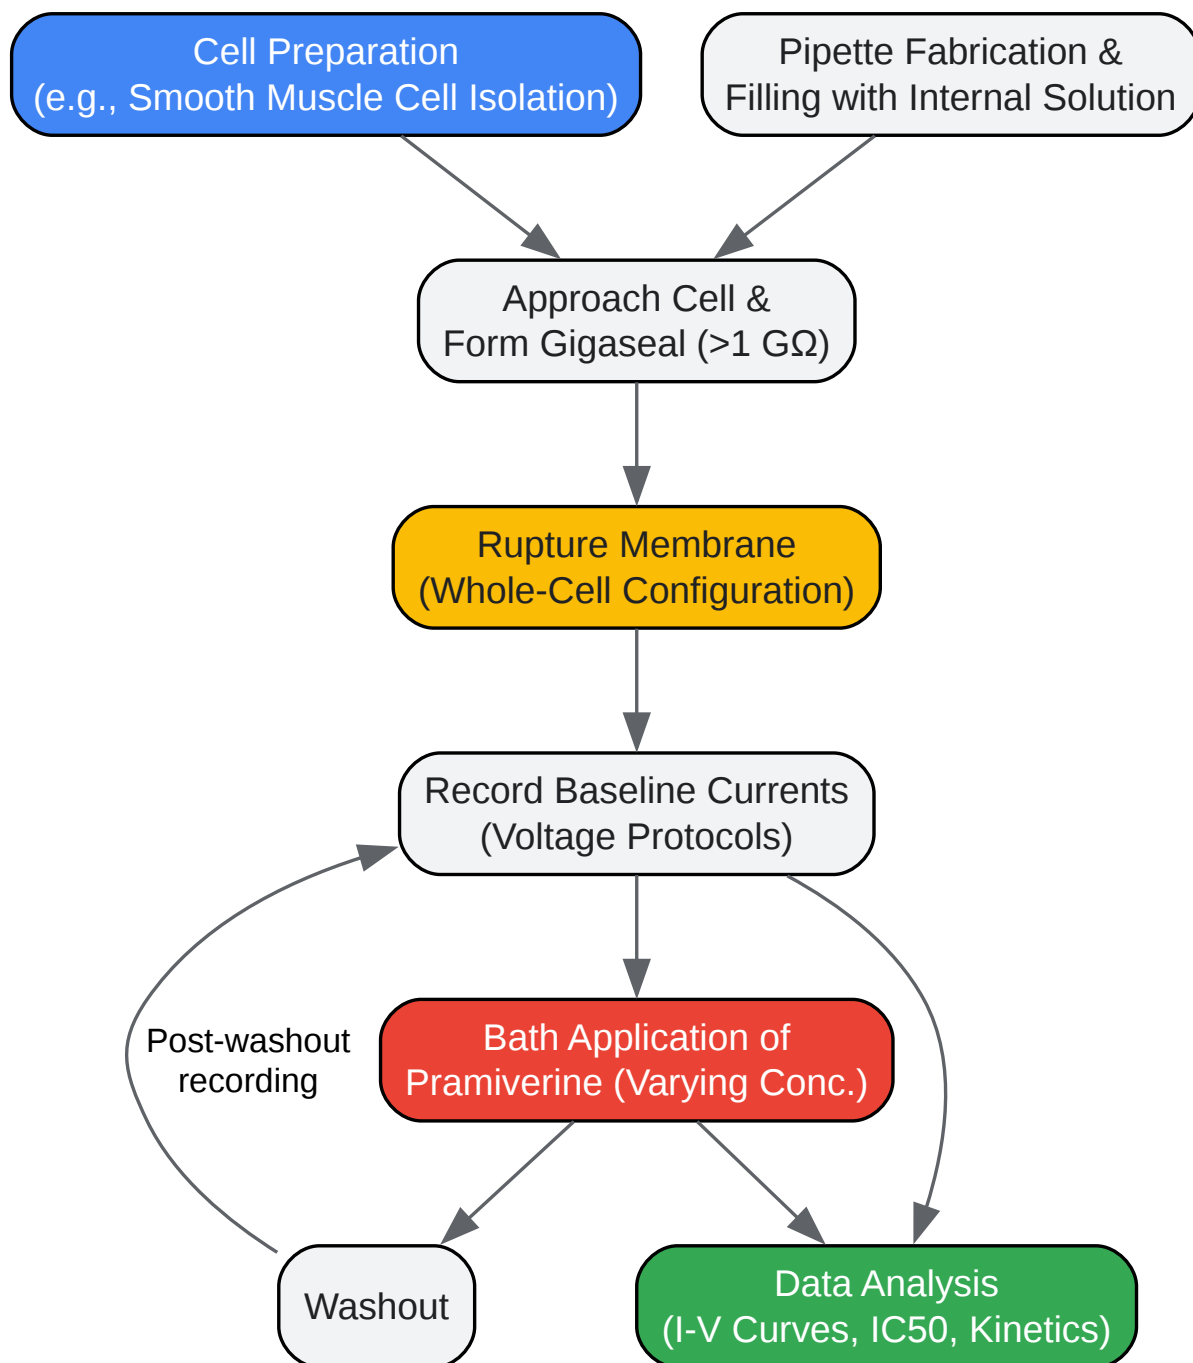 Cell Preparation
(e.g., Smooth Muscle Cell Isolation)
Pipette Fabrication &
Filling with Internal Solution
Approach Cell &
Form Gigaseal (>1 GΩ)
Rupture Membrane
(Whole-Cell Configuration)
Record Baseline Currents
(Voltage Protocols)
Post-washout
recording
Bath Application of
Pramiverine (Varying Conc.)
Washout
Data Analysis
(I-V Curves, IC50, Kinetics)